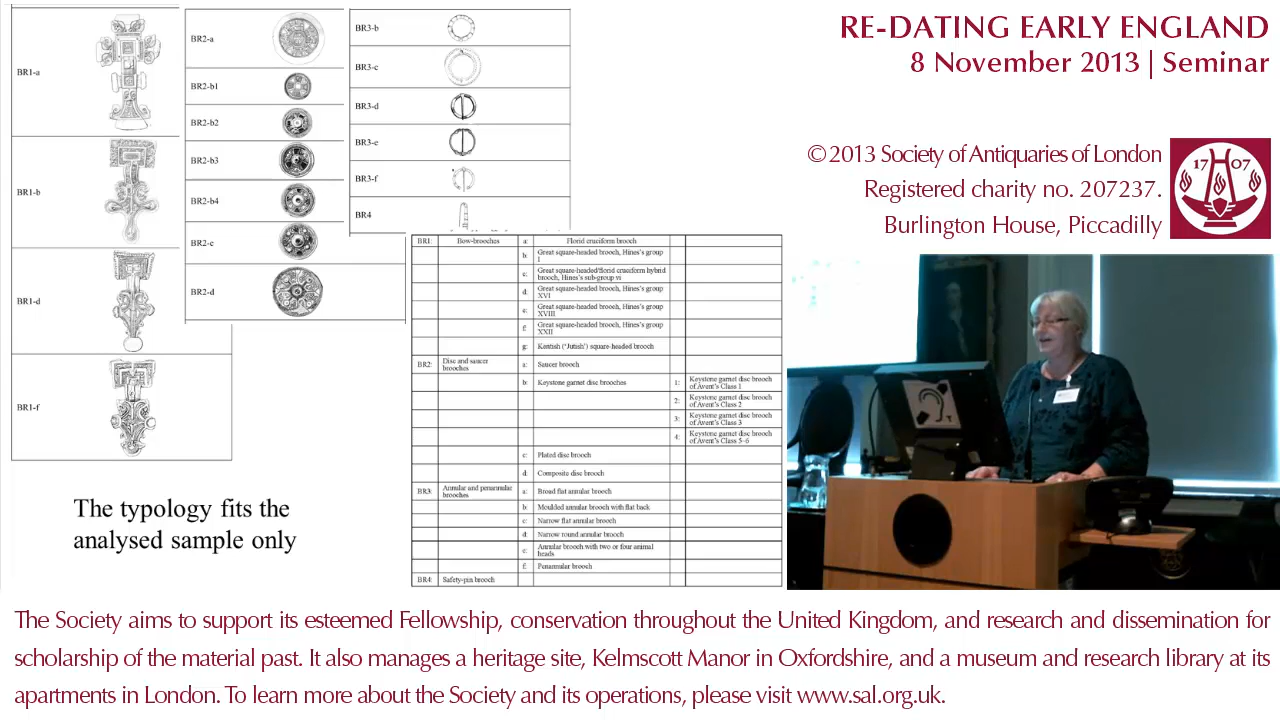 RE-DATING EARLY ENGLAND
8 November 2013 | Seminar
© 2013 Society of Antiquaries of London
Registered charity no. 207237.
Burlington House, Piccadilly
17 07
BR1-a
BR1-b
BR1-d
BR1-f
BR2-a
BR2-b1
BR2-b2
BR2-b3
BR2-b4
BR2-c
BR2-d
BR3-b
BR3-c
BR3-d
BR3-e
BR3-f
BR4
BR1: Bow-brooches a: Florid cruciform brooch
b: Great square-headed brooch, Hines's group
I
c: Great square-headed/florid cruciform hybrid
brooch, Hines's sub-group vi
d: Great square-headed brooch, Hines's group
XVI
e: Great square-headed brooch, Hines's group
XVIII
f: Great square-headed brooch, Hines's group
XXII
g: Kentish ('Jutish') square-headed brooch
BR2: Disc and saucer
brooches a: Saucer brooch
b: Keystone garnet disc brooches 1: Keystone garnet disc brooch
of Avent's Class 1
2: Keystone garnet disc brooch
of Avent's Class 2
3: Keystone garnet disc brooch
of Avent's Class 3
4: Keystone garnet disc brooch
of Avent's Class 5-6
c: Plated disc brooch
d: Composite disc brooch
BR3: Annular and penannular
brooches a: Broad flat annular brooch
b: Moulded annular brooch with flat back
c: Narrow flat annular brooch
d: Narrow round annular brooch
e: Annular brooch with two or four animal
heads
f: Penannular brooch
BR4: Safety-pin brooch
The typology fits the
analysed sample only
The Society aims to support its esteemed Fellowship, conservation throughout the United Kingdom, and research and dissemination for
scholarship of the material past. It also manages a heritage site, Kelmscott Manor in Oxfordshire, and a museum and research library at its
apartments in London. To learn more about the Society and its operations, please visit www.sal.org.uk.